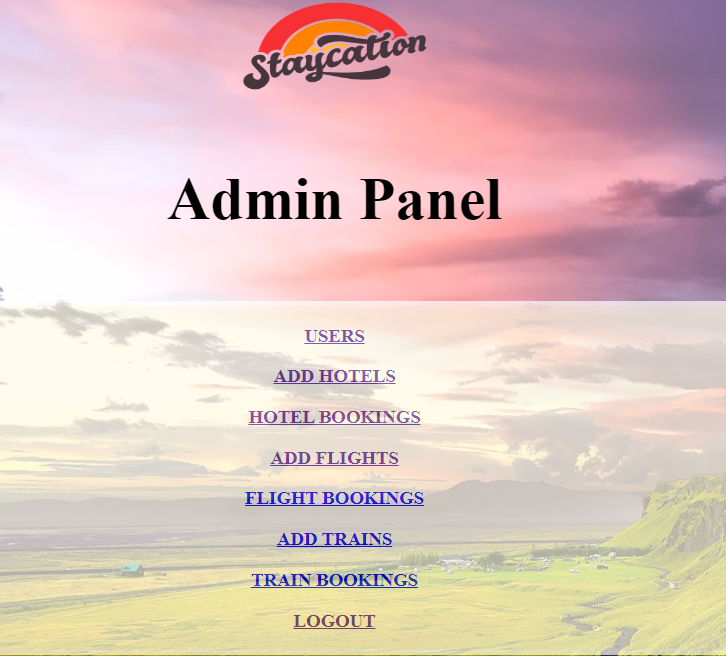 Staycation
Admin Panel
USERS
ADD HOTELS
HOTEL BOOKINGS
ADD FLIGHTS
FLIGHT BOOKINGS
ADD TRAINS
TRAIN BOOKINGS
LOGOUT